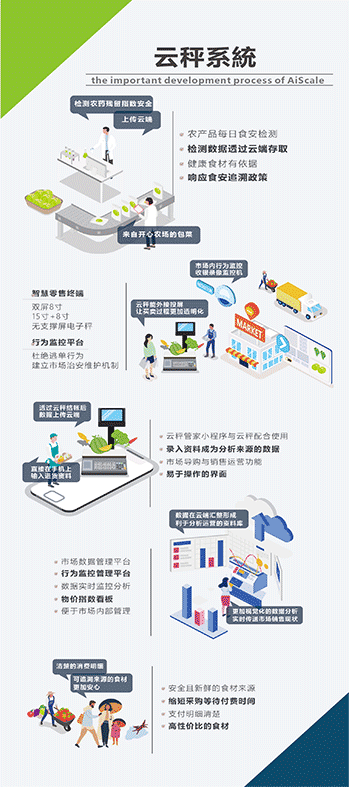 云秤系統
the important development process of AiScale
检测农药残留指数安全
上传云端
农产品每日食安检测
检测数据透过云端存取
健康食材有依据
响应食安追溯政策
来自开心农场的包菜
市场内行为监控
收银录像监控机
智慧零售终端
双屏8寸
15寸+8寸
无支撑屏电子秤
行为监控平台
杜绝逃单行为
建立市场治安维护机制
云秤能外接投屏
让买卖过程更加透明化
MARKET
透过云秤结帐后
数据上传云端
直接在手机上
输入进货资料
云秤管家小程序与云秤配合使用
录入资料成为分析来源的数据
市场导购与销售运营功能
易于操作的界面
数据在云端汇整形成
利于分析运营的资料库
市场数据管理平台
行为监控管理平台
数据实时监控分析
物价指数看板
便于市场内部管理
更加视觉化的数据分析
实时传送市场销售现状
清楚的消费明细
可追溯来源的食材
更加安心
安全且新鲜的食材来源
缩短采购等待付费时间
支付明细清楚
高性价比的食材